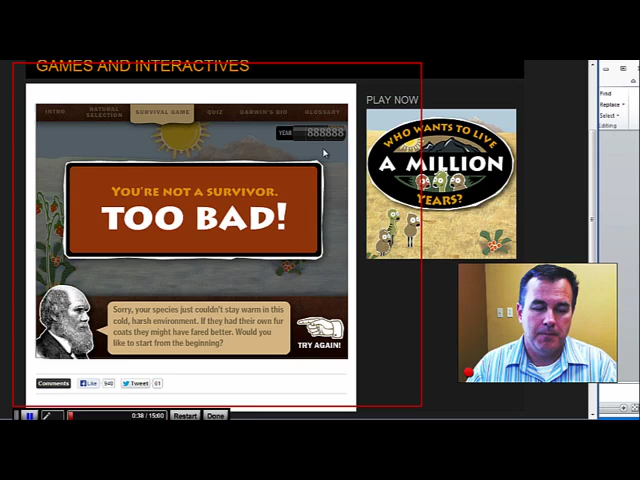 GAMES AND INTERACTIVES
INTRO
NATURAL
SELECTION
SURVIVAL GAME
QUIZ
DARWIN'S BIO
GLOSSARY
YEAR 888888
YOU'RE NOT A SURVIVOR.
TOO BAD!
Sorry, your species just couldn't stay warm in this
cold, harsh environment. If they had their own fur
coats they might have fared better. Would you
like to start from the beginning?
TRY AGAIN!
Comments
Like
940
Tweet
61
PLAY NOW
WHO WANTS TO LIVE
A MILLION
YEARS?
Find
Replace
Select
Editing
0:38 / 15:00
Restart
Done